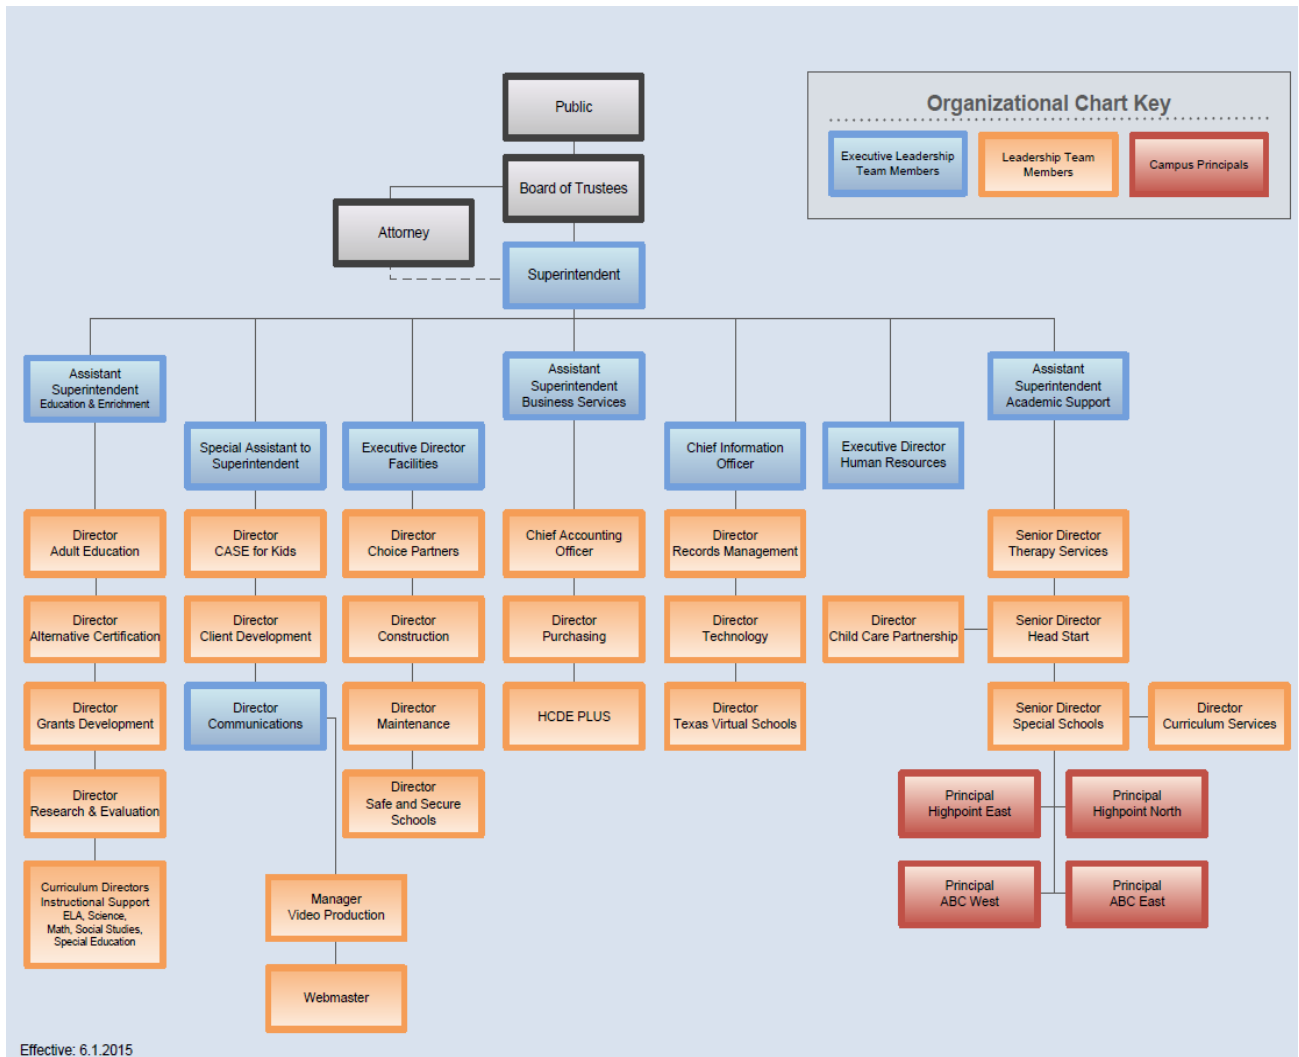 Public
Organizational Chart Key
Executive Leadership
Team Members
Leadership Team
Members
Campus Principals
Board of Trustees
Attorney
Superintendent
Assistant
Superintendent
Education & Enrichment
Special Assistant to
Superintendent
Executive Director
Facilities
Assistant
Superintendent
Business Services
Chief Information
Officer
Executive Director
Human Resources
Assistant
Superintendent
Academic Support
Director
Adult Education
Director
CASE for Kids
Director
Choice Partners
Chief Accounting
Officer
Director
Records Management
Senior Director
Therapy Services
Director
Alternative Certification
Director
Client Development
Director
Construction
Director
Purchasing
Director
Technology
Director
Child Care Partnership
Senior Director
Head Start
Director
Grants Development
Director
Communications
Director
Maintenance
HCDE PLUS
Director
Texas Virtual Schools
Senior Director
Special Schools
Director
Curriculum Services
Director
Research & Evaluation
Director
Safe and Secure
Schools
Principal
Highpoint East
Principal
Highpoint North
Curriculum Directors
Instructional Support
ELA, Science,
Math, Social Studies,
Special Education
Manager
Video Production
Principal
ABC West
Principal
ABC East
Webmaster
Effective: 6.1.2015